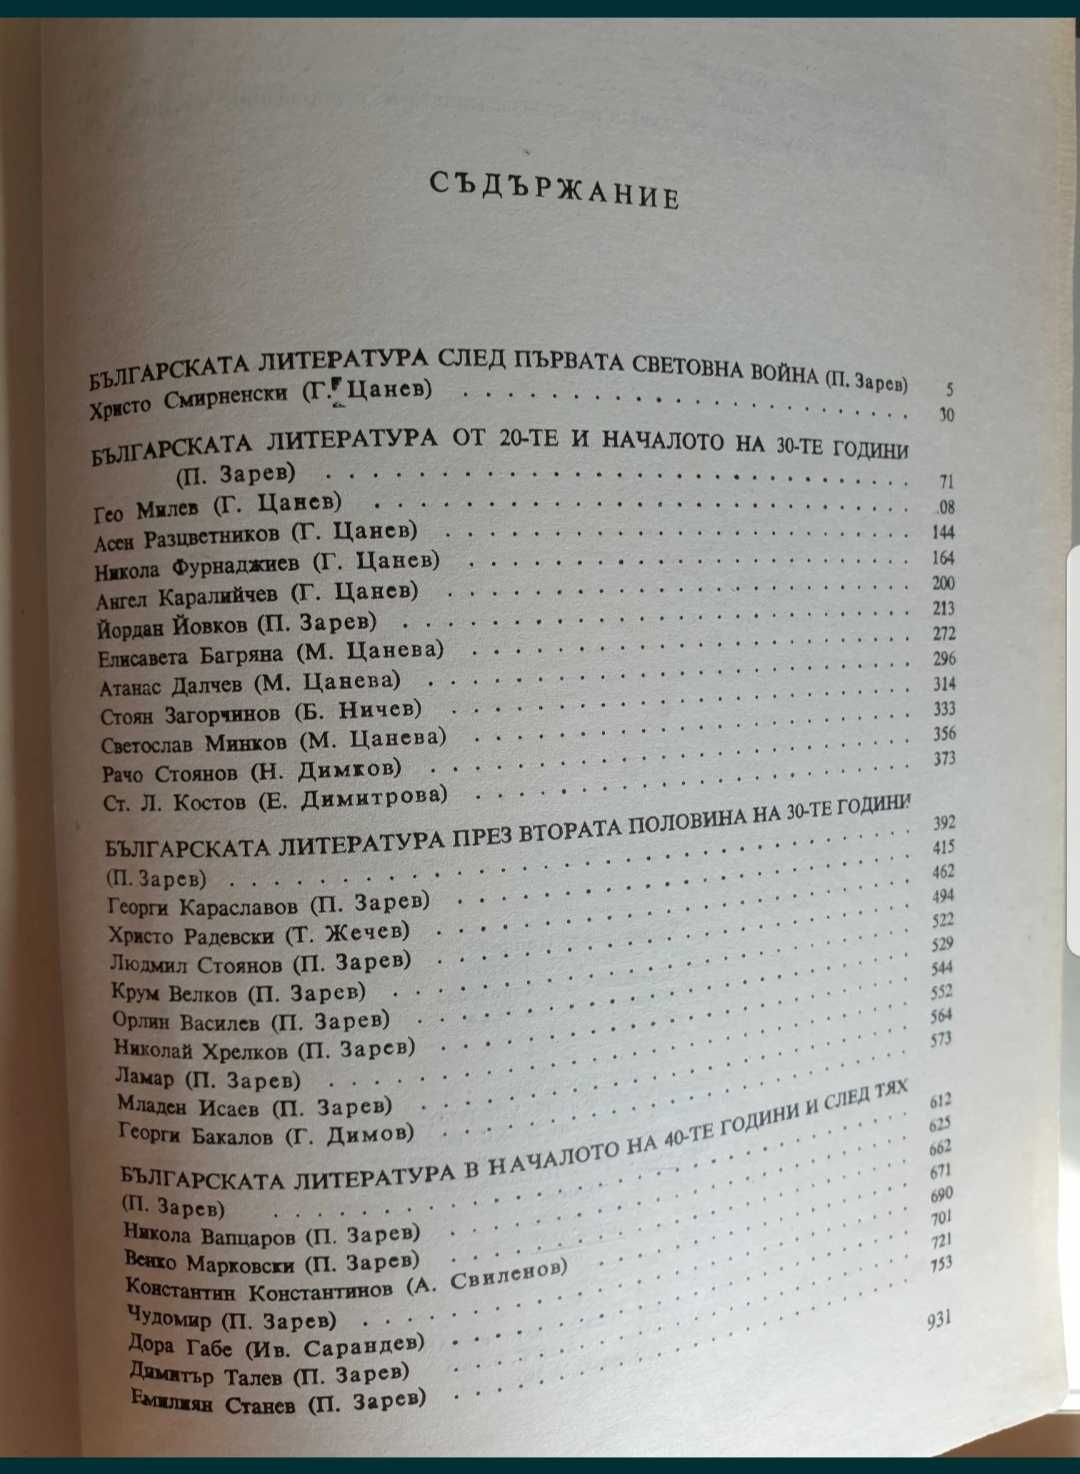 СЪДЪРЖАНИЕ
БЪЛГАРСКАТА ЛИТЕРАТУРА СЛЕД ПЪРВАТА СВЕТОВНА ВОЙНА (П. Зарев) 5
Христо Смирненски (Г. Цанев) . . . . . . . . . . . . . . . . . . . . 30
БЪЛГАРСКАТА ЛИТЕРАТУРА ОТ 20-ТЕ И НАЧАЛОТО НА 30-ТЕ ГОДИНИ
(П. Зарев) . . . . . . . . . . . . . . . . . . . . 71
Гео Милев (Г. Цанев) . . . . . . . . . . . . . . . . . . . . 08
Асен Разцветников (Г. Цанев) . . . . . . . . . . . . . . . . . . . . 144
Никола Фурнаджиев (Г. Цанев) . . . . . . . . . . . . . . . . . . . . 164
Ангел Каралийчев (Г. Цанев) . . . . . . . . . . . . . . . . . . . . 200
Йордан Йовков (П. Зарев) . . . . . . . . . . . . . . . . . . . . 213
Елисавета Багряна (М. Цанева) . . . . . . . . . . . . . . . . . . . . 272
Атанас Далчев (М. Цанева) . . . . . . . . . . . . . . . . . . . . 296
Стоян Загорчинов (Б. Ничев) . . . . . . . . . . . . . . . . . . . . 314
Светослав Минков (М. Цанева) . . . . . . . . . . . . . . . . . . . . 333
Рачо Стоянов (Н. Димков) . . . . . . . . . . . . . . . . . . . . 356
Ст. Л. Костов (Е. Димитрова) . . . . . . . . . . . . . . . . . . . . 373
БЪЛГАРСКАТА ЛИТЕРАТУРА ПРЕЗ ВТОРАТА ПОЛОВИНА НА 30-ТЕ ГОДИНИ
(П. Зарев) . . . . . . . . . . . . . . . . . . . . 392
Георги Караславов (П. Зарев) . . . . . . . . . . . . . . . . . . . . 415
Христо Радевски (Т. Жечев) . . . . . . . . . . . . . . . . . . . . 462
Людмил Стоянов (П. Зарев) . . . . . . . . . . . . . . . . . . . . 494
Крум Велков (П. Зарев) . . . . . . . . . . . . . . . . . . . . 522
Орлин Василев (П. Зарев) . . . . . . . . . . . . . . . . . . . . 529
Николай Хрелков (П. Зарев) . . . . . . . . . . . . . . . . . . . . 544
Ламар (П. Зарев) . . . . . . . . . . . . . . . . . . . . 552
Младен Исаев (П. Зарев) . . . . . . . . . . . . . . . . . . . . 564
Георги Бакалов (Г. Димов) . . . . . . . . . . . . . . . . . . . . 573
БЪЛГАРСКАТА ЛИТЕРАТУРА В НАЧАЛОТО НА 40-ТЕ ГОДИНИ И СЛЕД ТЯХ
(П. Зарев) . . . . . . . . . . . . . . . . . . . . 612
Никола Вапцаров (П. Зарев) . . . . . . . . . . . . . . . . . . . . 625
Венко Марковски (П. Зарев) . . . . . . . . . . . . . . . . . . . . 662
Константин Константинов (А. Свиленов) . . . . . . . . . . . . . . 671
Чудомир (П. Зарев) . . . . . . . . . . . . . . . . . . . . 690
Дора Габе (Ив. Сарандев) . . . . . . . . . . . . . . . . . . . . 701
Димитър Талев (П. Зарев) . . . . . . . . . . . . . . . . . . . . 721
Емилиян Станев (П. Зарев) . . . . . . . . . . . . . . . . . . . . 753
931